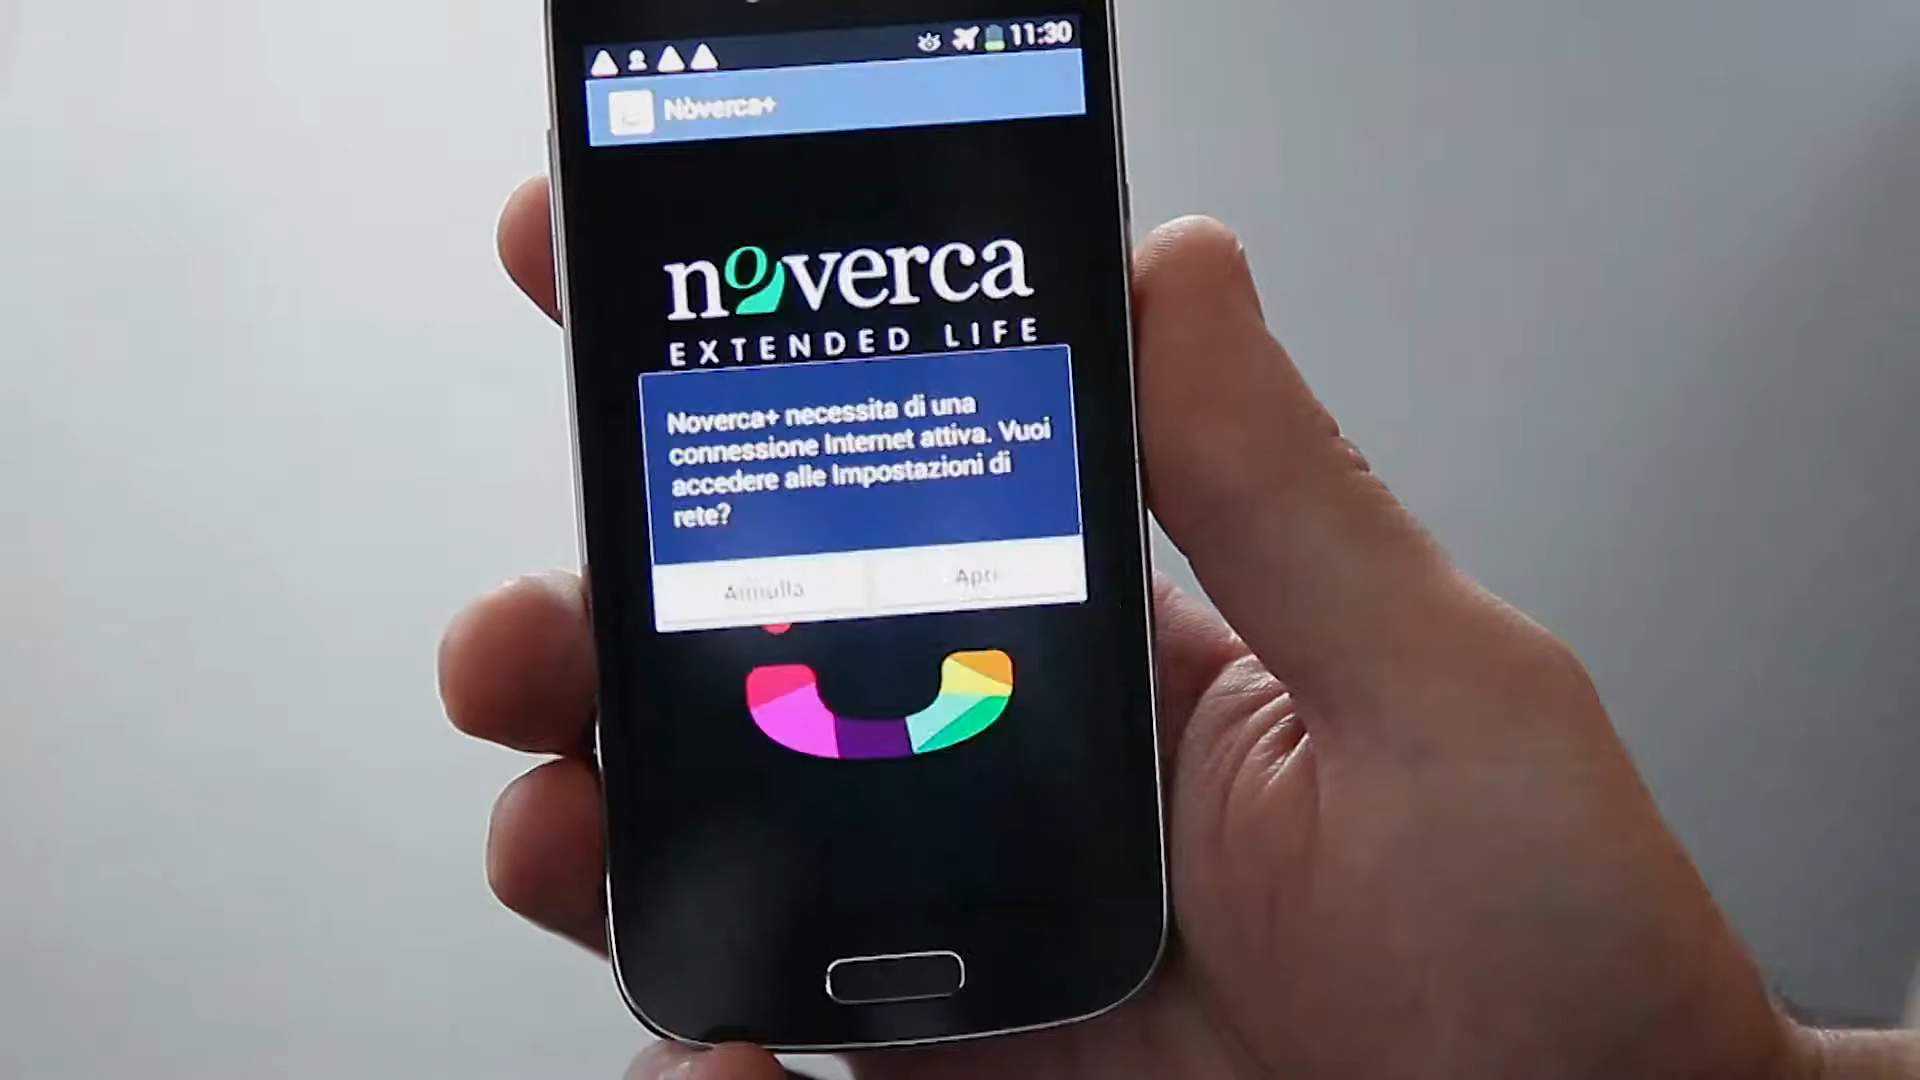 11:30
Nòverca+
noverca
EXTENDED LIFE
Noverca+ necessita di una
connessione Internet attiva. Vuoi
accedere alle Impostazioni di
rete?
Annulla
Apri